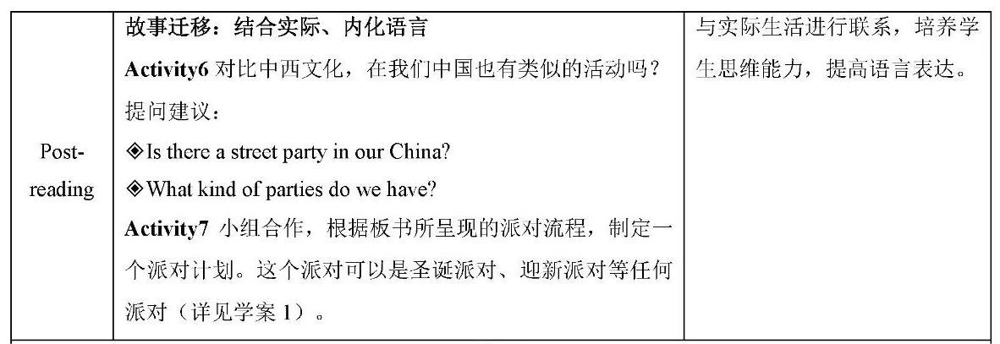 Post-
reading
故事迁移：结合实际、内化语言
Activity6 对比中西文化，在我们中国也有类似的活动吗？
提问建议：
◈Is there a street party in our China?
◈What kind of parties do we have?
Activity7 小组合作，根据板书所呈现的派对流程，制定一
个派对计划。这个派对可以是圣诞派对、迎新派对等任何
派对（详见学案 1）。
与实际生活进行联系，培养学
生思维能力，提高语言表达。